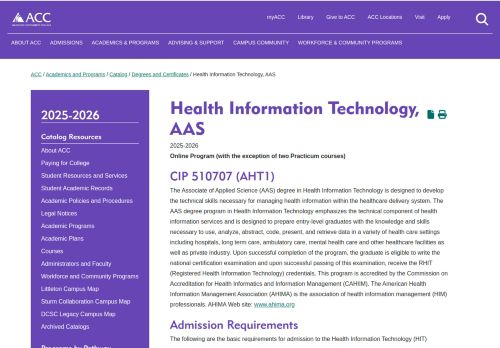 ACC
myACC Library Give to ACC ACC Locations Visit Apply
ABOUT ACC ADMISSIONS ACADEMICS & PROGRAMS ADVISING & SUPPORT CAMPUS COMMUNITY WORKFORCE & COMMUNITY PROGRAMS
ACC / Academics and Programs / Catalog / Degrees and Certificates / Health Information Technology, AAS
2025-2026
Catalog Resources
About ACC
Paying for College
Student Resources and Services
Student Academic Records
Academic Policies and Procedures
Legal Notices
Academic Programs
Academic Plans
Courses
Administrators and Faculty
Workforce and Community Programs
Littleton Campus Map
Sturm Collaboration Campus Map
DCSC Legacy Campus Map
Archived Catalogs
Programs by Pathway
Health Information Technology,
AAS
2025-2026
Online Program (with the exception of two Practicum courses)
CIP 510707 (AHT1)
The Associate of Applied Science (AAS) degree in Health Information Technology is designed to develop
the technical skills necessary for managing health information within the healthcare delivery system. The
AAS degree program in Health Information Technology emphasizes the technical component of health
information services and is designed to prepare entry-level graduates with the knowledge and skills
necessary to use, analyze, abstract, code, present, and retrieve data in a variety of health care settings
including hospitals, long term care, ambulatory care, mental health care and other healthcare facilities as
well as private industry. Upon successful completion of the program, the graduate is eligible to write the
national certification examination and upon successful passing of this examination, receive the RHIT
(Registered Health Information Technology) credentials. This program is accredited by the Commission on
Accreditation for Health Informatics and Information Management (CAHIIM). The American Health
Information Management Association (AHIMA) is the association of health information management (HIM)
professionals. AHIMA Web site: www.ahima.org
Admission Requirements
The following are the basic requirements for admission to the Health Information Technology (HIT)